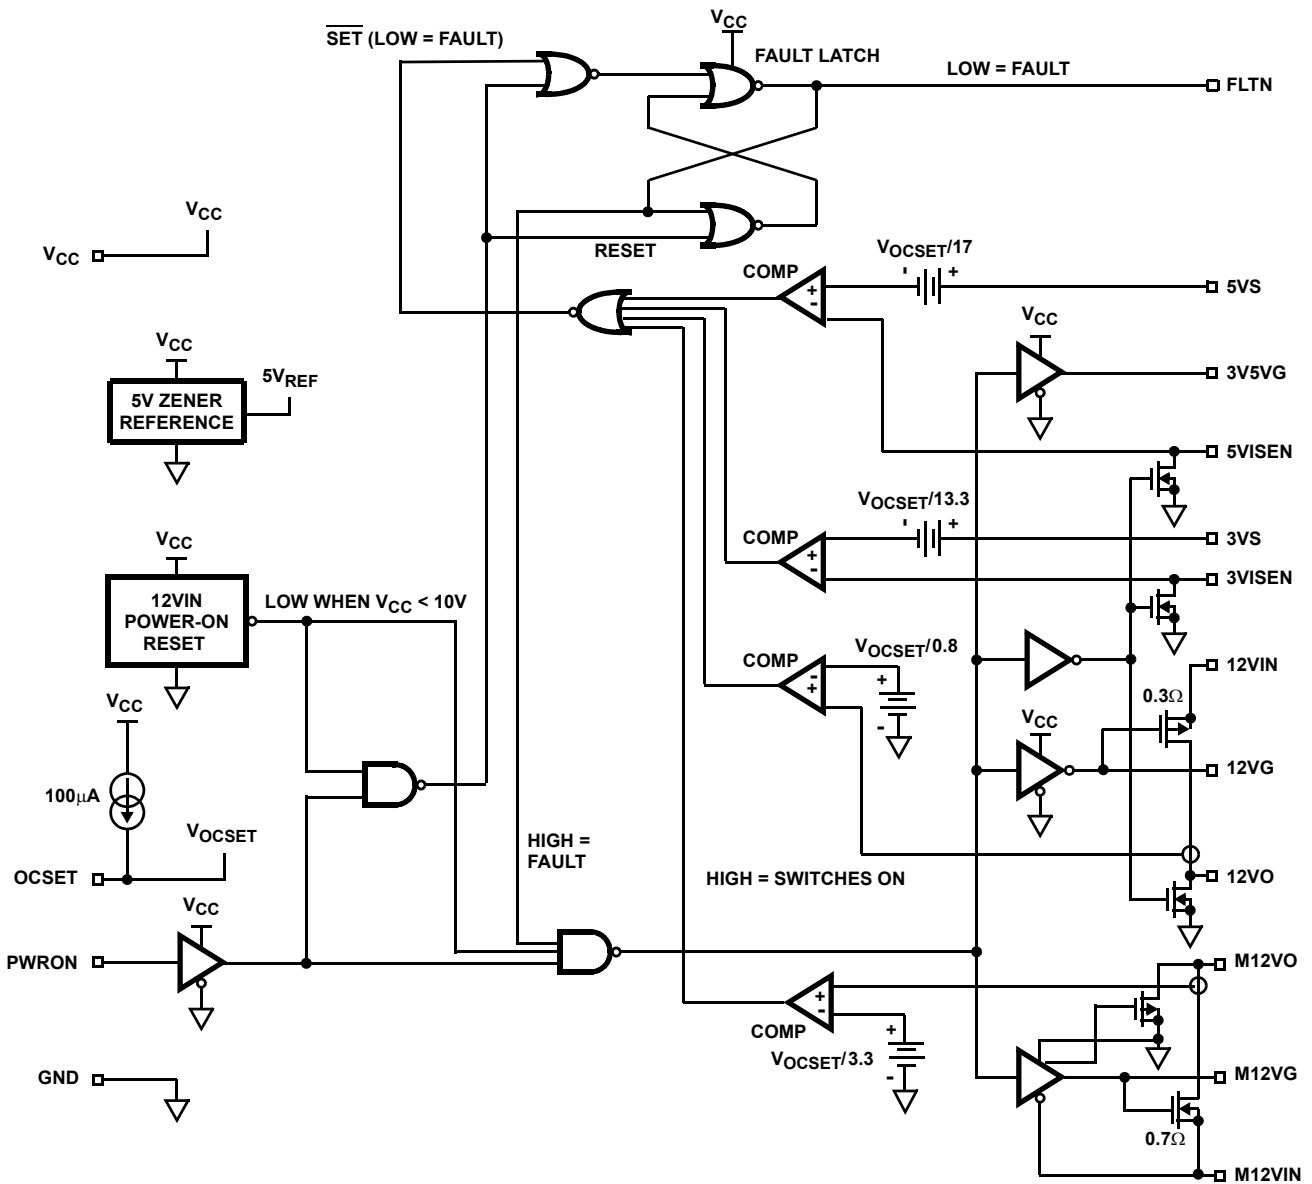 VCC
SET (LOW = FAULT)
FAULT LATCH
LOW = FAULT
FLTN
VCC
VCC
RESET
VOCSET/17
- +
COMP
+
-
5VS
VCC
3V5VG
VCC
5VREF
5V ZENER
REFERENCE
5VISEN
VOCSET/13.3
- +
COMP
+
-
3VS
3VISEN
VCC
12VIN
POWER-ON
RESET
LOW WHEN VCC < 10V
VOCSET/0.8
COMP
-
+
+
-
12VIN
0.3Ω
VCC
12VG
VCC
100µA
VOCSET
OCSET
HIGH =
FAULT
HIGH = SWITCHES ON
12VO
VCC
PWRON
M12VO
+
-
COMP
+
-
VOCSET/3.3
GND
M12VG
0.7Ω
M12VIN